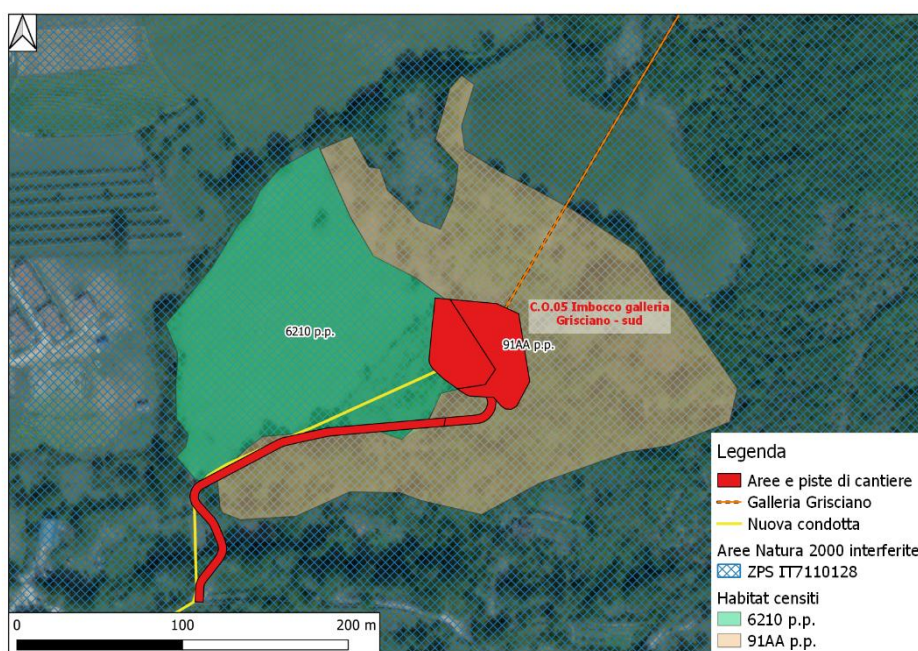 C.O.05 Imbocco galleria
Grisciano - sud
6210 p.p.
91AA p.p.
Legenda
Aree e piste di cantiere
Galleria Grisciano
Nuova condotta
Aree Natura 2000 interferite
ZPS IT7110128
Habitat censiti
6210 p.p.
91AA p.p.
0 100 200 m